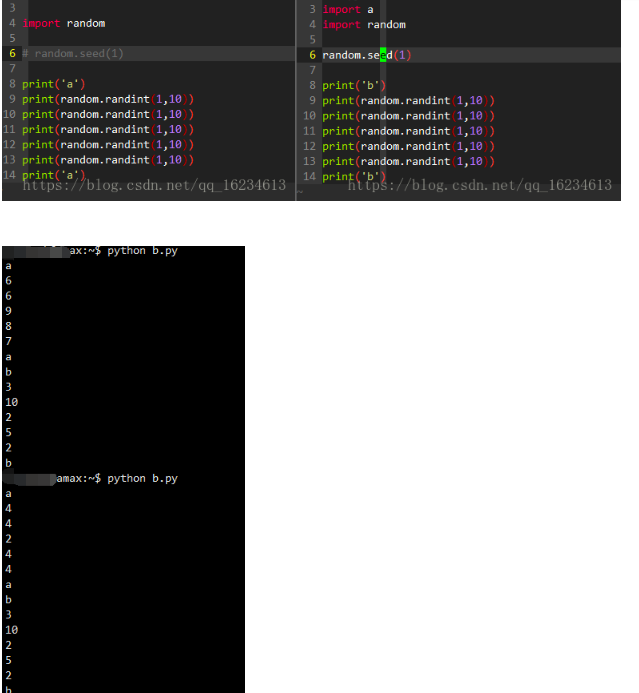 3
4 import random
5
6 # random.seed(1)
7
8 print('a')
9 print(random.randint(1,10))
10 print(random.randint(1,10))
11 print(random.randint(1,10))
12 print(random.randint(1,10))
13 print(random.randint(1,10))
14 print('a')
https://blog.csdn.net/qq_16234613
3 import a
4 import random
5
6 random.seed(1)
7
8 print('b')
9 print(random.randint(1,10))
10 print(random.randint(1,10))
11 print(random.randint(1,10))
12 print(random.randint(1,10))
13 print(random.randint(1,10))
14 print('b')
~
https://blog.csdn.net/qq_16234613
ax:~$ python b.py
a
6
6
9
8
7
a
b
3
10
2
5
2
b
amax:~$ python b.py
a
4
4
2
4
4
a
b
3
10
2
5
2
b